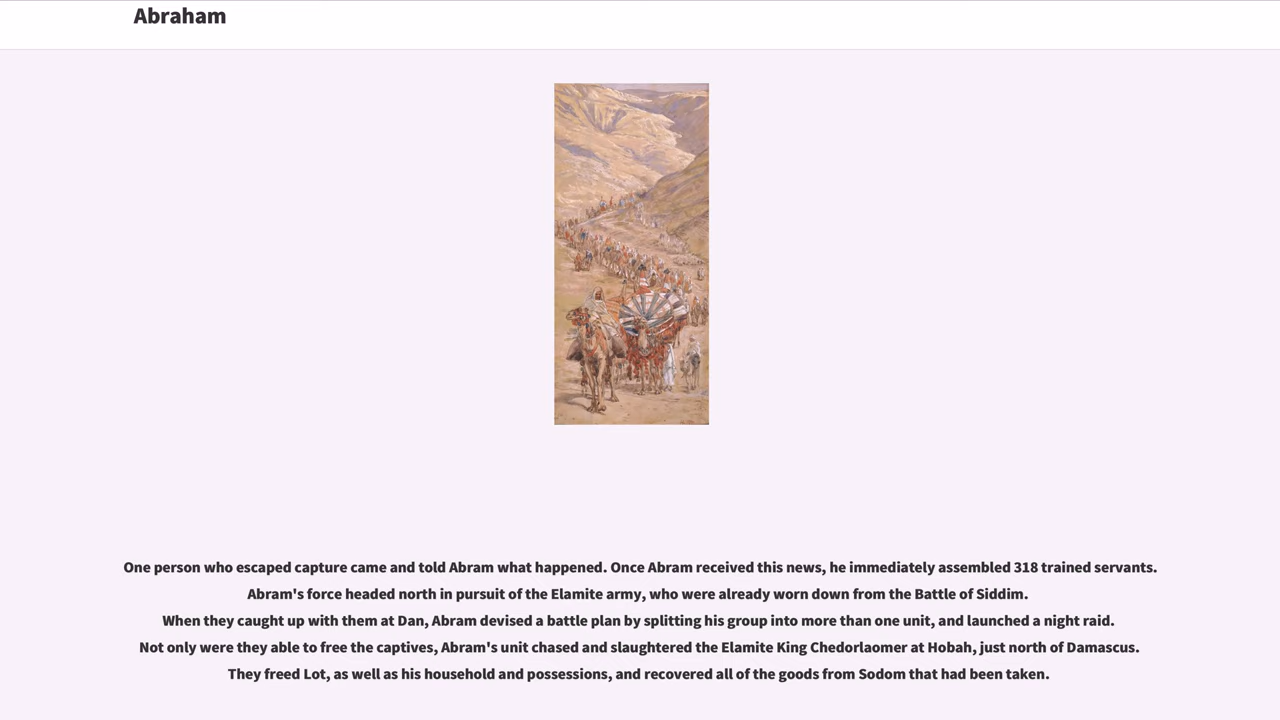 Abraham
One person who escaped capture came and told Abram what happened. Once Abram received this news, he immediately assembled 318 trained servants.
Abram's force headed north in pursuit of the Elamite army, who were already worn down from the Battle of Siddim.
When they caught up with them at Dan, Abram devised a battle plan by splitting his group into more than one unit, and launched a night raid.
Not only were they able to free the captives, Abram's unit chased and slaughtered the Elamite King Chedorlaomer at Hobah, just north of Damascus.
They freed Lot, as well as his household and possessions, and recovered all of the goods from Sodom that had been taken.